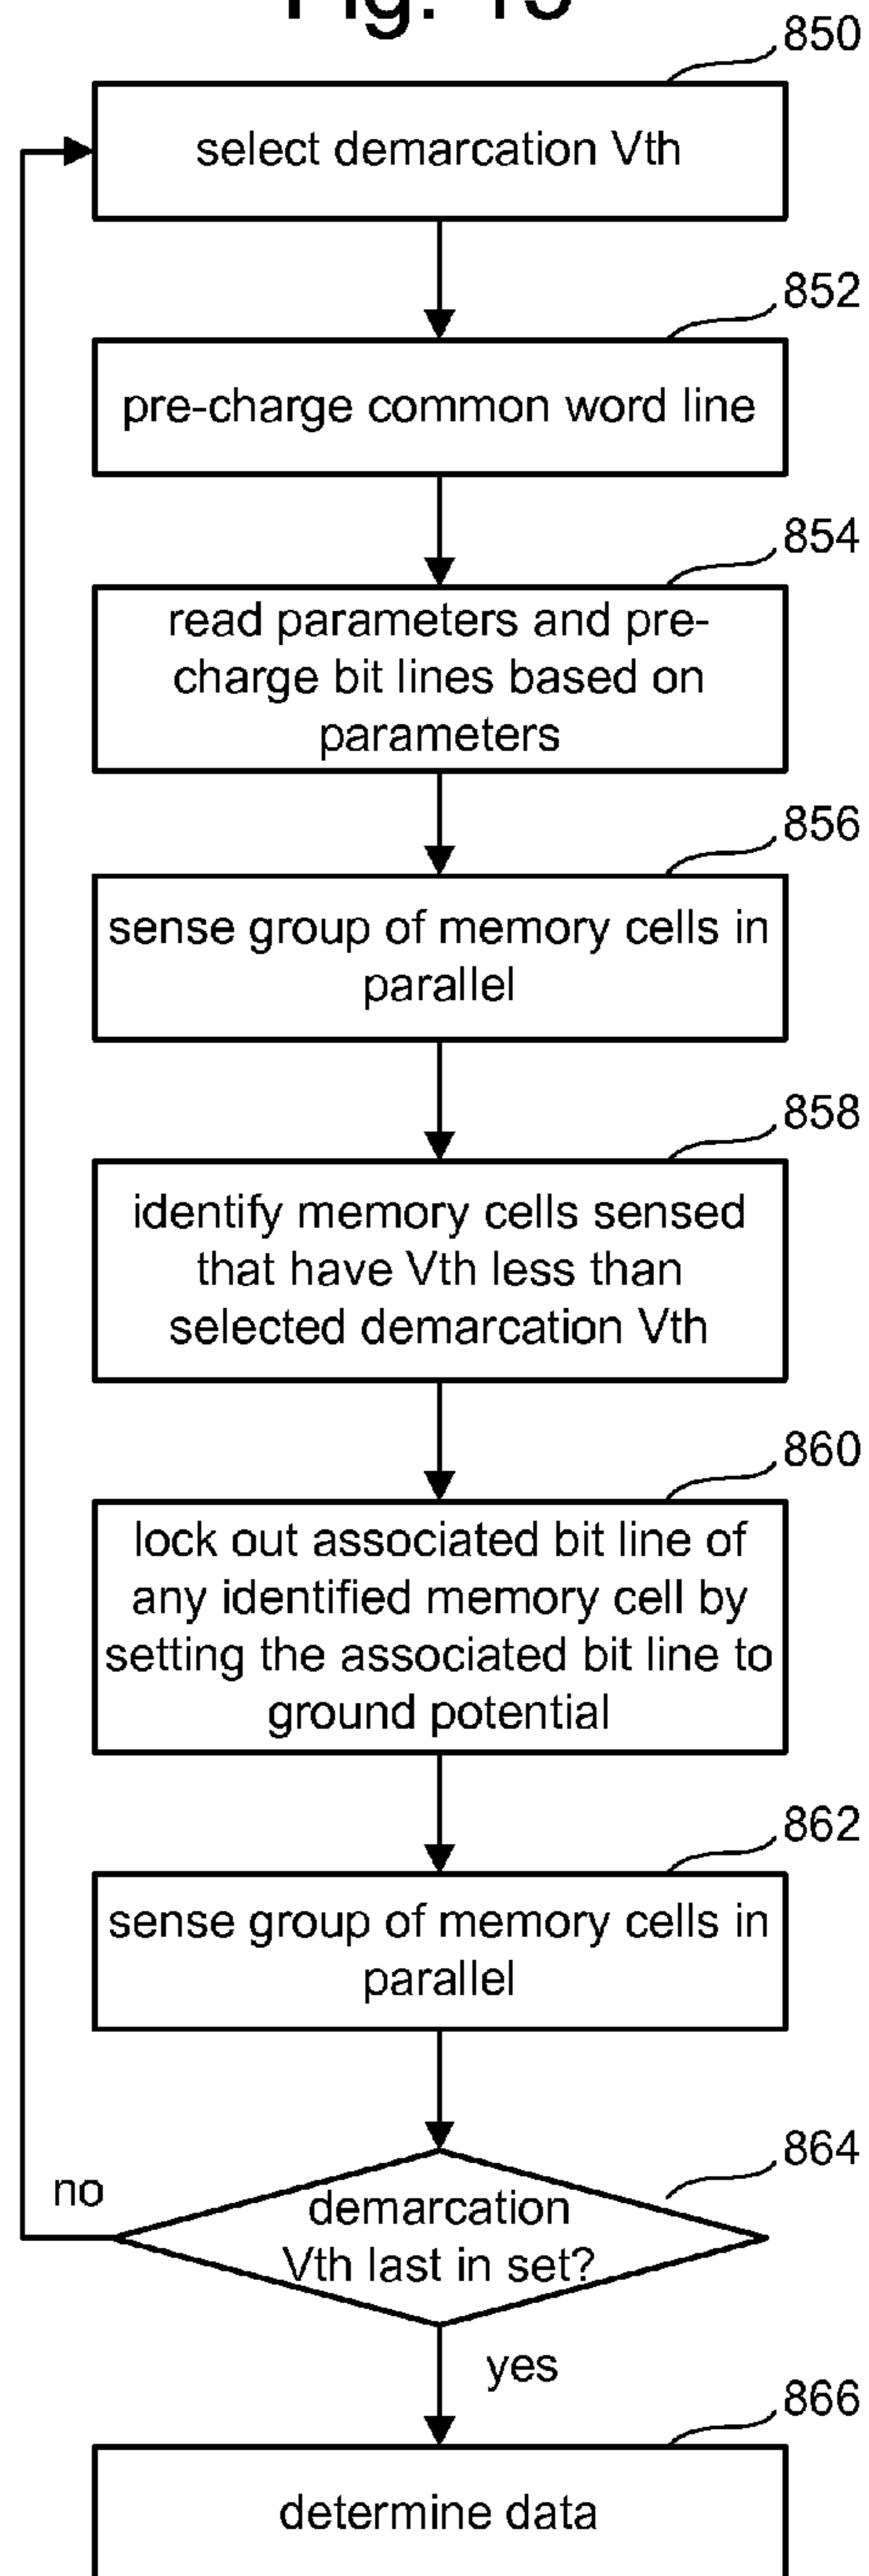 850
select demarcation Vth
852
pre-charge common word line
854
read parameters and pre-
charge bit lines based on
parameters
856
sense group of memory cells in
parallel
858
identify memory cells sensed
that have Vth less than
selected demarcation Vth
860
lock out associated bit line of
any identified memory cell by
setting the associated bit line to
ground potential
862
sense group of memory cells in
parallel
864
no
demarcation
Vth last in set?
yes
866
determine data